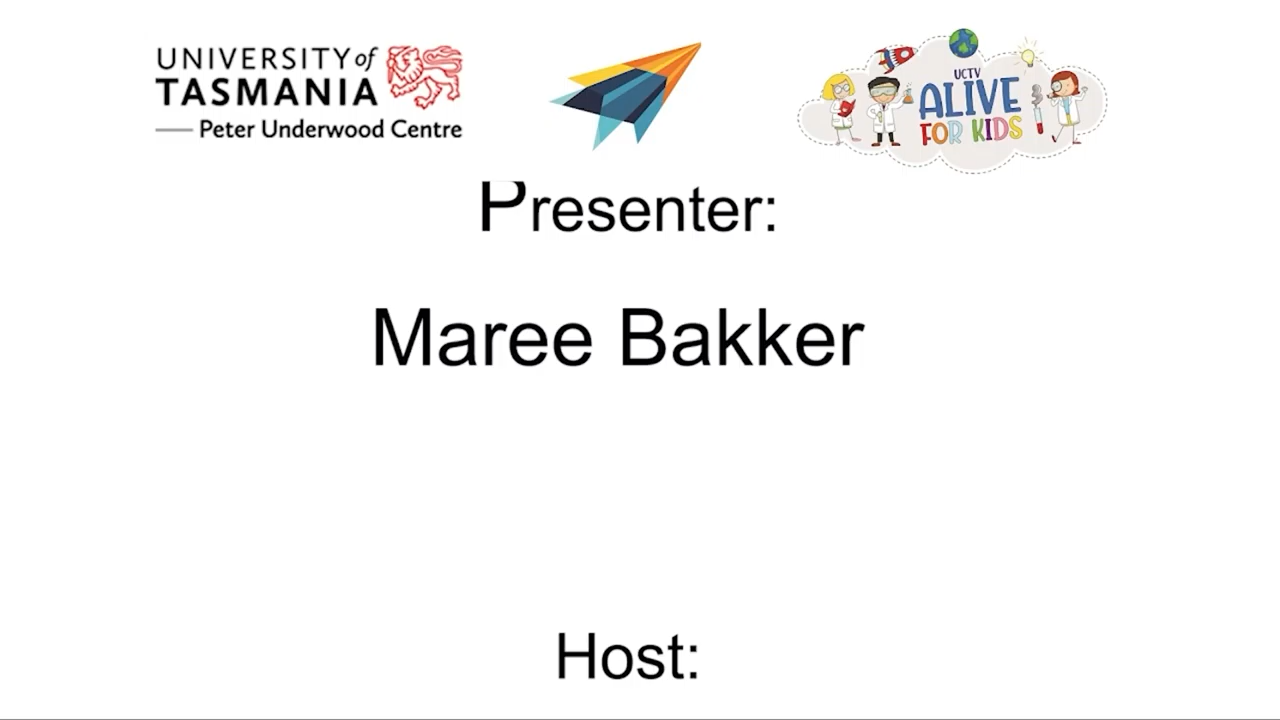 UNIVERSITY of
TASMANIA
Peter Underwood Centre
UCTV
ALIVE
FOR KIDS
Presenter:
Maree Bakker
Host: